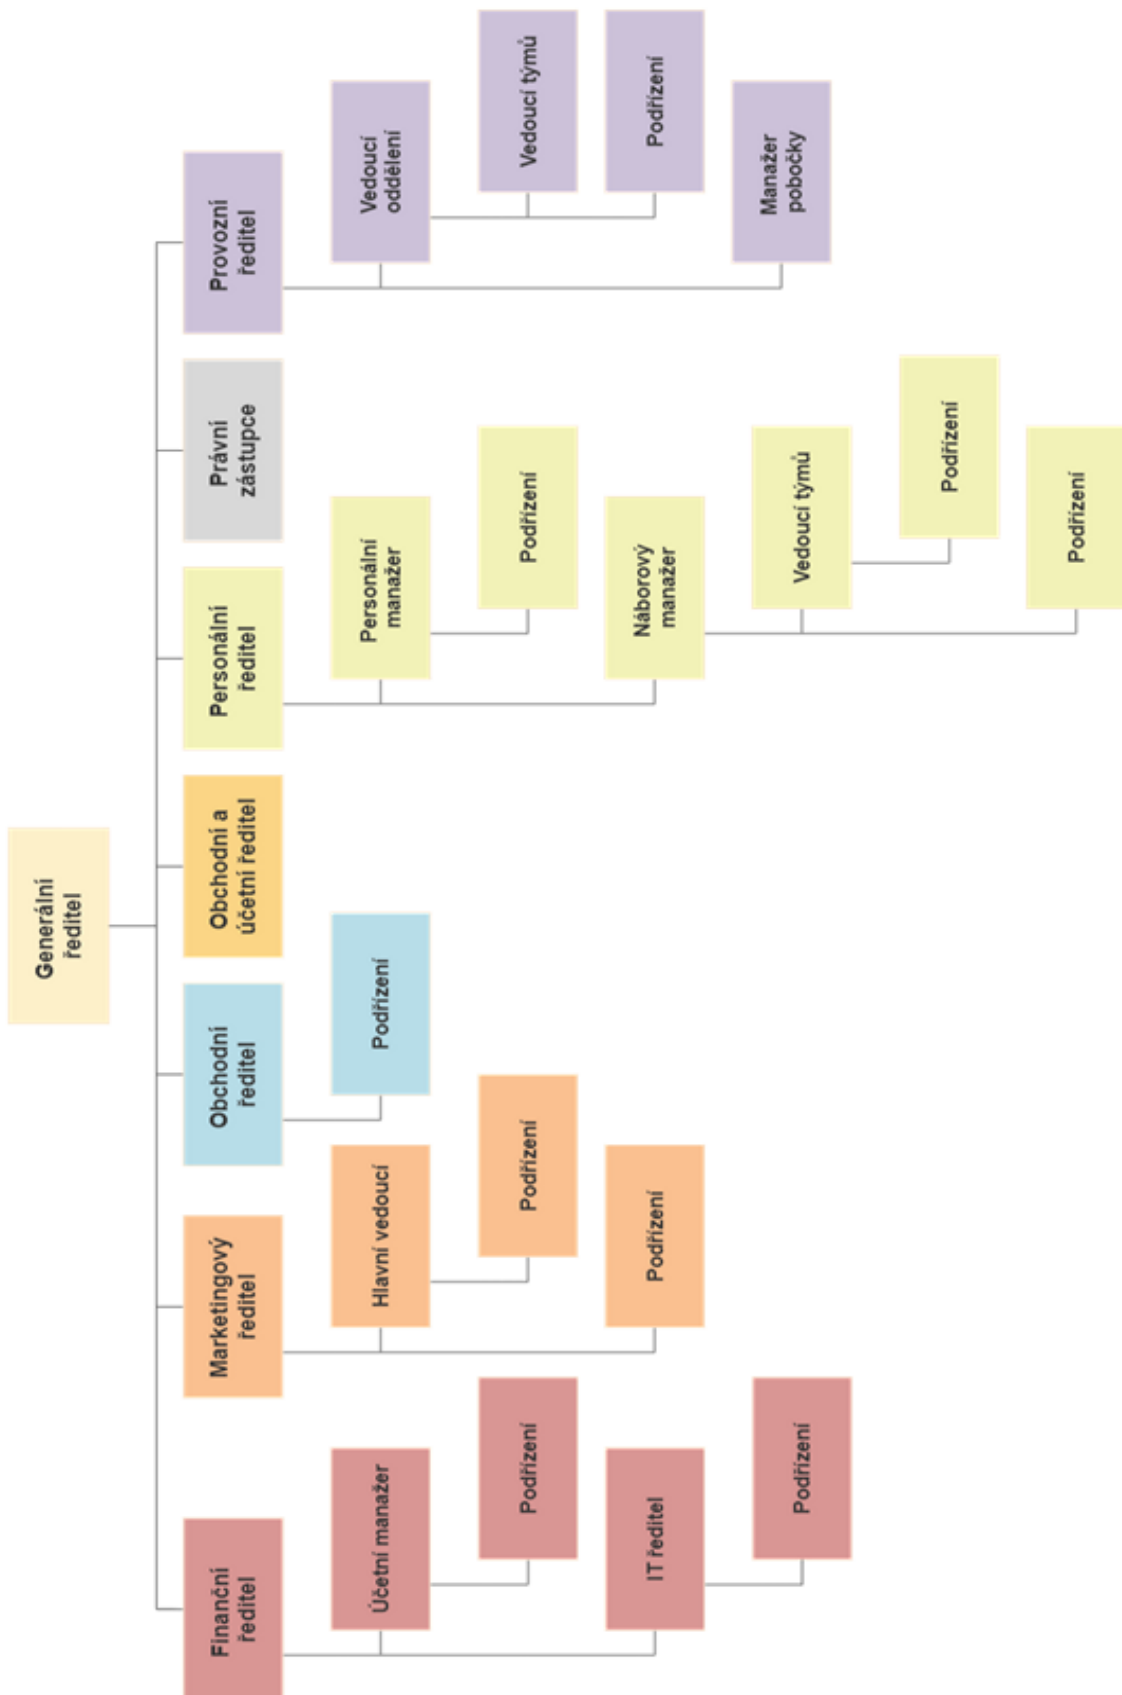 Generální
ředitel
Finanční
ředitel
Marketingový
ředitel
Obchodní
ředitel
Obchodní a
účetní ředitel
Personální
ředitel
Právní
zástupce
Provozní
ředitel
Účetní manažer
Podřízení
IT ředitel
Podřízení
Hlavní vedoucí
Podřízení
Podřízení
Podřízení
Personální
manažer
Podřízení
Náborový
manažer
Vedoucí týmů
Podřízení
Podřízení
Vedoucí
oddělení
Vedoucí týmů
Podřízení
Manažer
pobočky